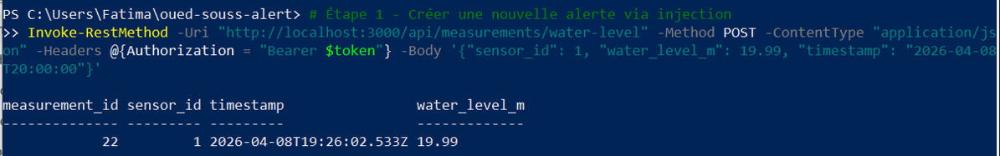 PS C:\Users\Fatima\oued-souss-alert> # Étape 1 - Créer une nouvelle alerte via injection
>> Invoke-RestMethod -Uri "http://localhost:3000/api/measurements/water-level" -Method POST -ContentType "application/js
on" -Headers @{Authorization = "Bearer $token"} -Body '{"sensor_id": 1, "water_level_m": 19.99, "timestamp": "2026-04-08
T20:00:00"}'
measurement_id sensor_id timestamp water_level_m
-------------- --------- --------- -------------
22 1 2026-04-08T19:26:02.533Z 19.99